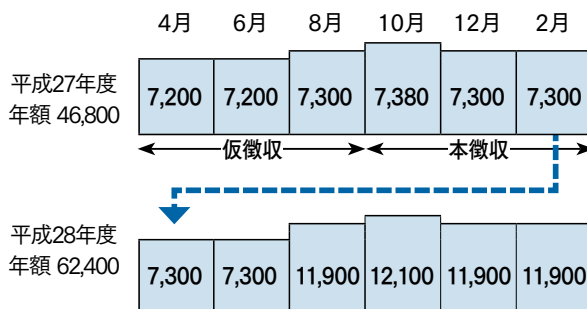 4月 6月 8月 10月 12月 2月
平成27年度
年額 46,800
7,200 7,200 7,300 7,380 7,300 7,300
仮徴収 本徴収
平成28年度
年額 62,400
7,300 7,300 11,900 12,100 11,900 11,900